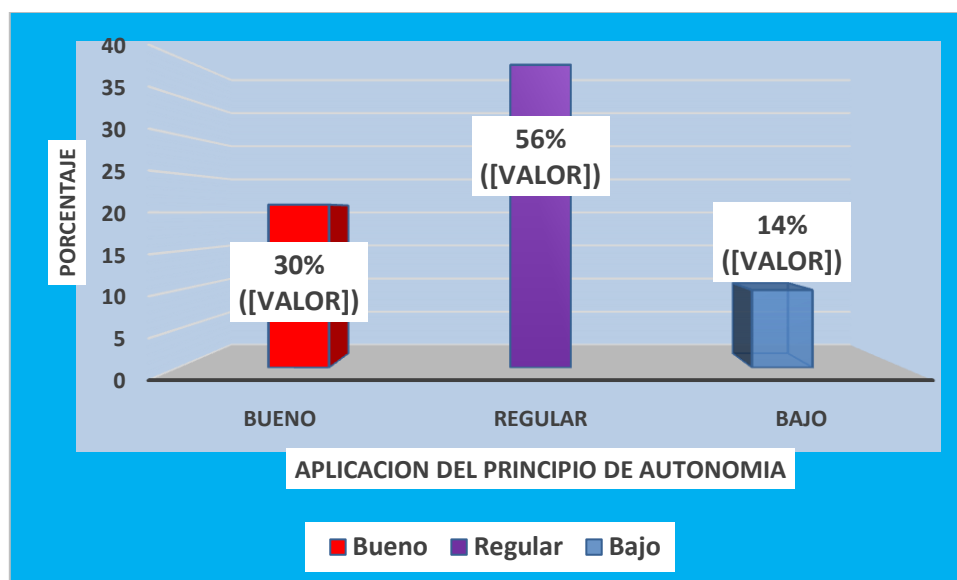 40
35
30
25
20
15
10
5
0
PORCENTAJE
30%
([VALOR])
56%
([VALOR])
14%
([VALOR])
BUENO REGULAR BAJO
APLICACION DEL PRINCIPIO DE AUTONOMIA
Bueno Regular Bajo